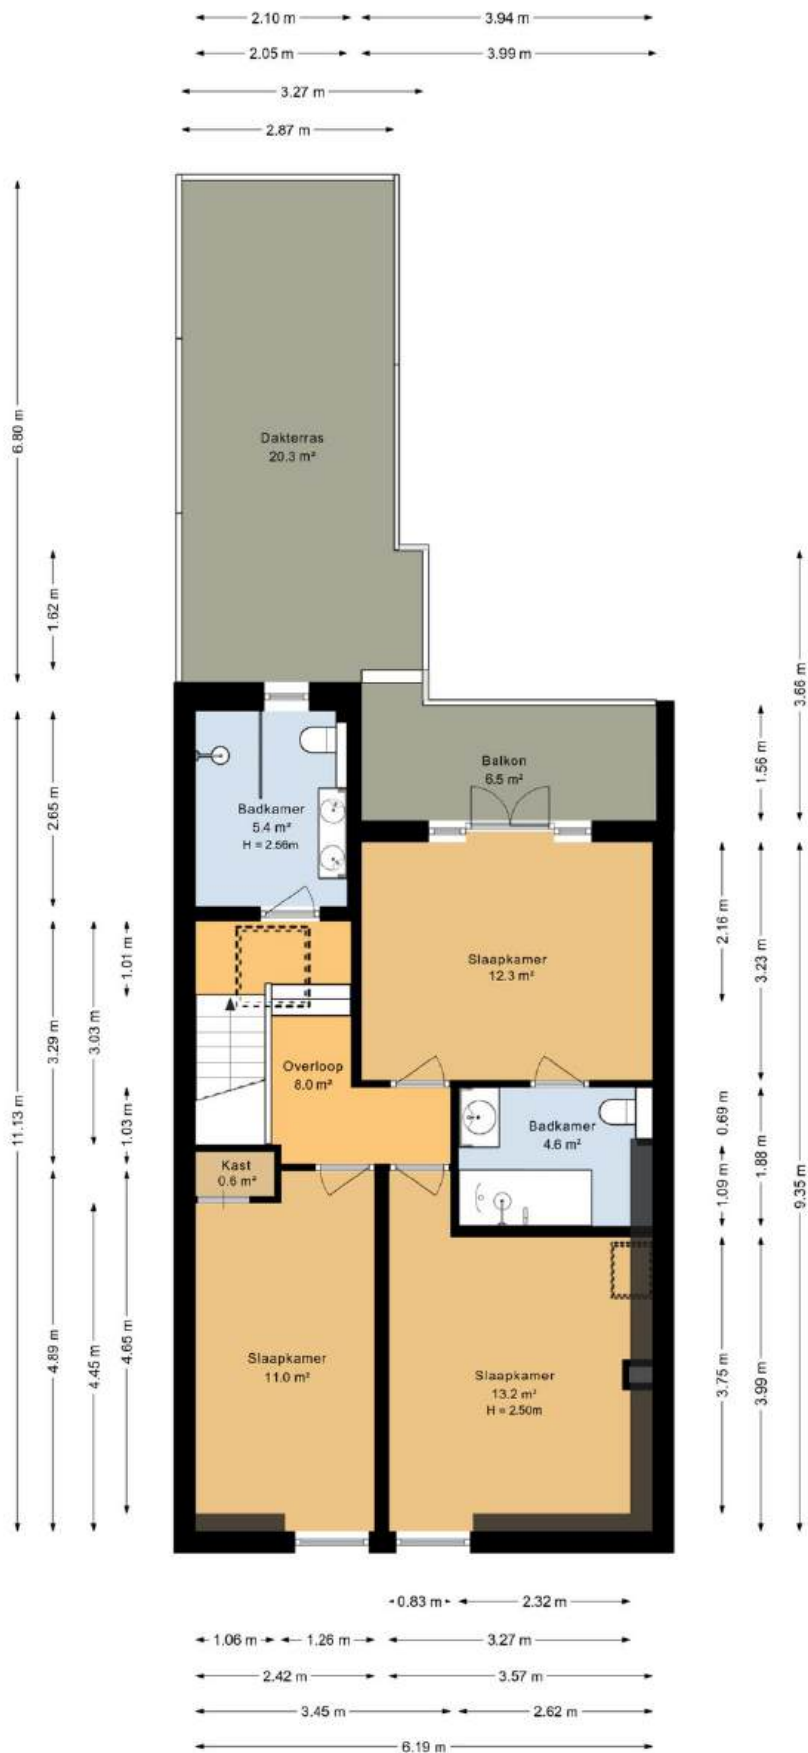 2.10 m
3.94 m
2.05 m
3.99 m
3.27 m
2.87 m
6.80 m
1.62 m
3.66 m
Dakterras
20.3 m²
Balkon
6.5 m²
1.56 m
Badkamer
5.4 m²
H = 2.56m
2.65 m
11.13 m
3.29 m
3.03 m
1.01 m
1.03 m
Slaapkamer
12.3 m²
2.16 m
3.23 m
9.35 m
Overloop
8.0 m²
Badkamer
4.6 m²
0.69 m
1.09 m
1.88 m
Kast
0.6 m²
4.89 m
4.45 m
4.65 m
Slaapkamer
11.0 m²
Slaapkamer
13.2 m²
H = 2.50m
3.75 m
3.99 m
0.83 m
2.32 m
1.06 m
1.26 m
3.27 m
2.42 m
3.57 m
3.45 m
2.62 m
6.19 m